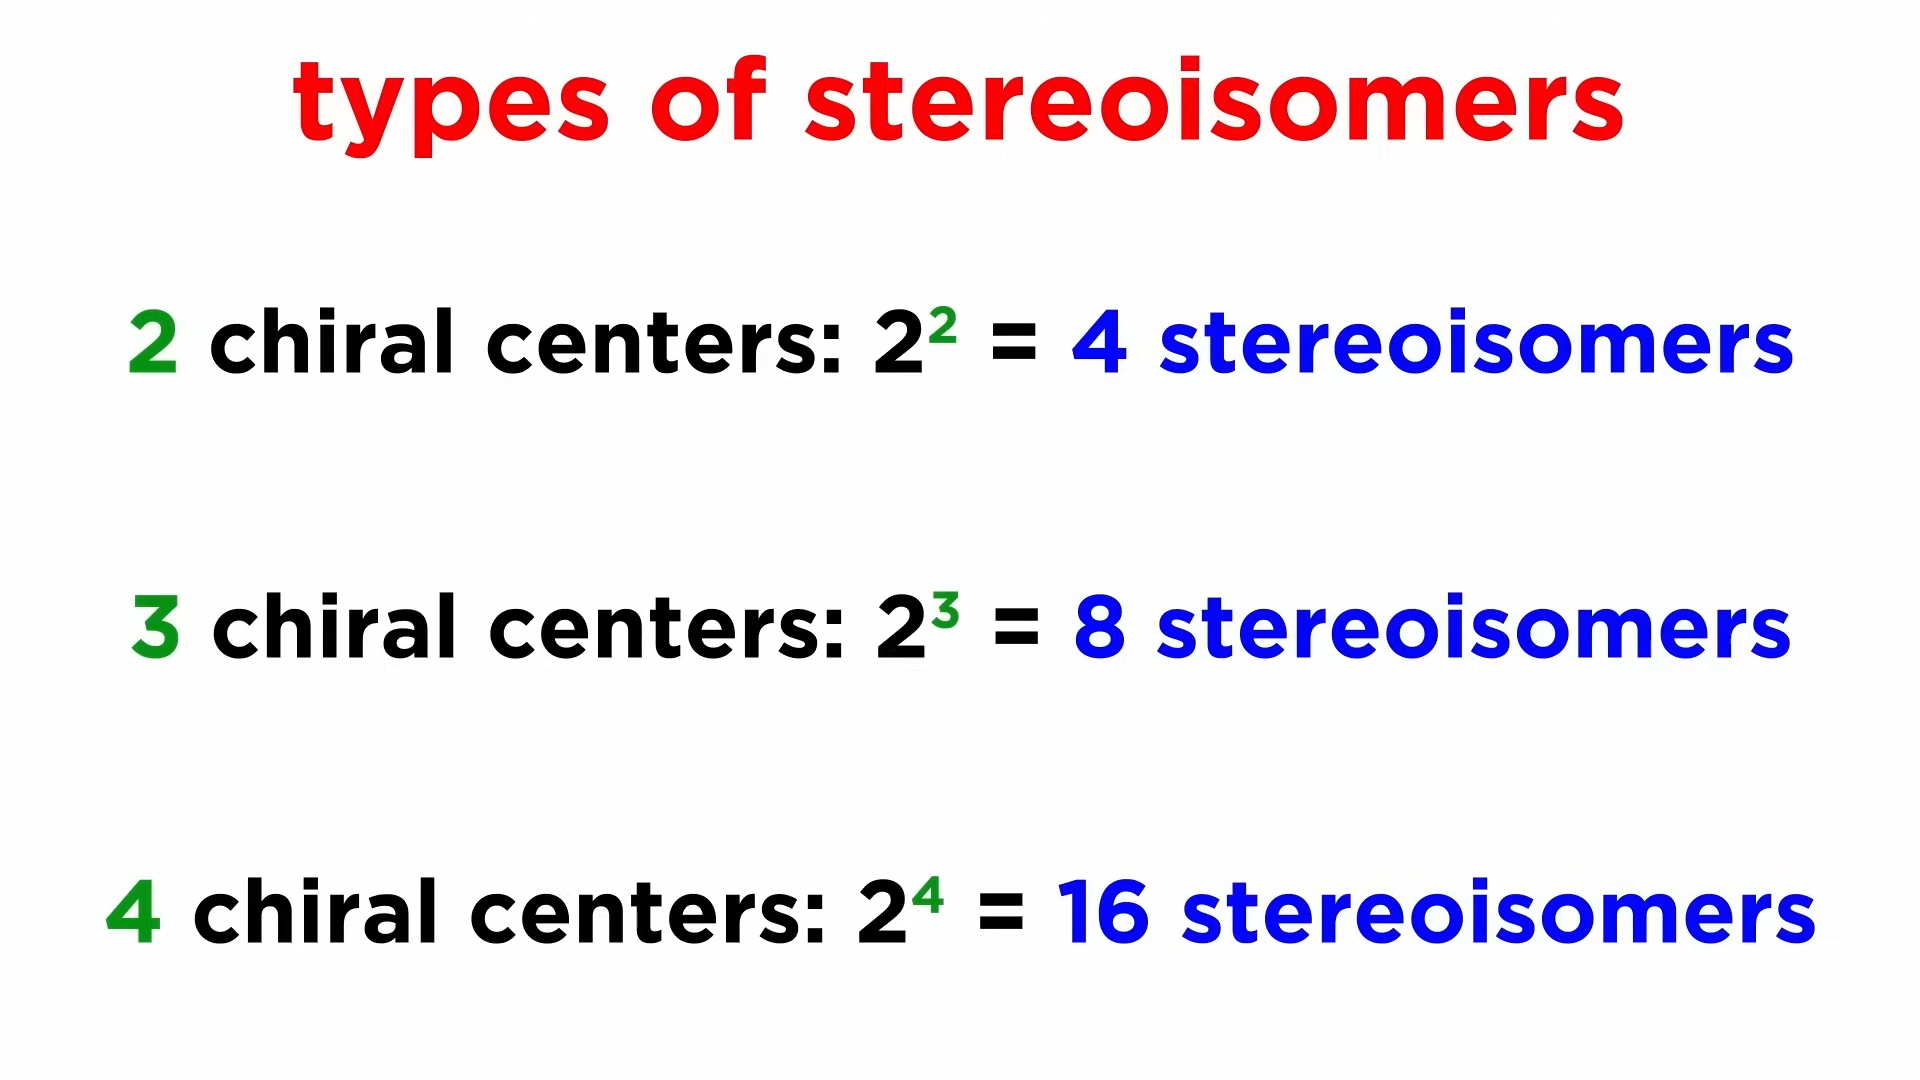 types of stereoisomers
2 chiral centers: 2² = 4 stereoisomers
3 chiral centers: 2³ = 8 stereoisomers
4 chiral centers: 2⁴ = 16 stereoisomers